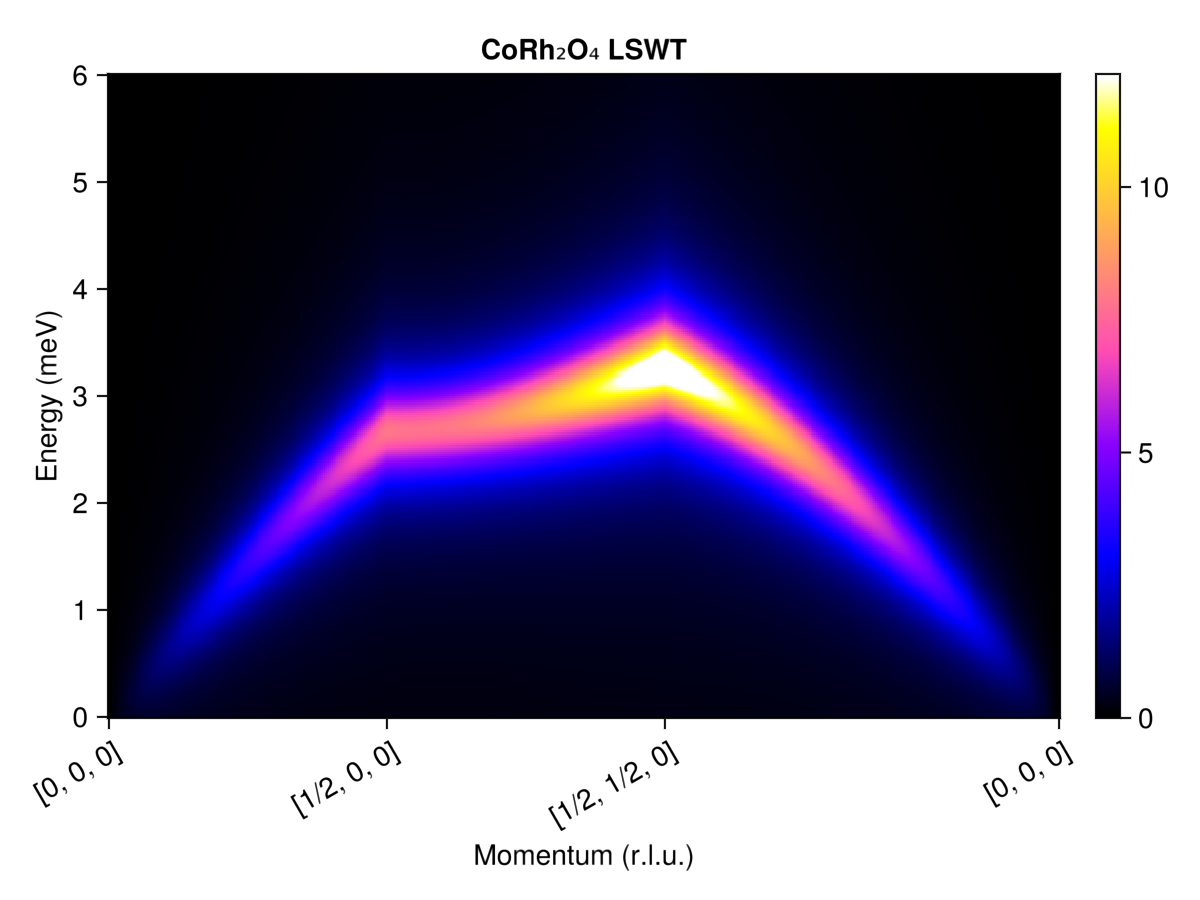 CoRh₂O₄ LSWT
6
5
4
3
2
1
0
Energy (meV)
10
5
0
[0, 0, 0]
[1/2, 0, 0]
[1/2, 1/2, 0]
[0, 0, 0]
Momentum (r.l.u.)